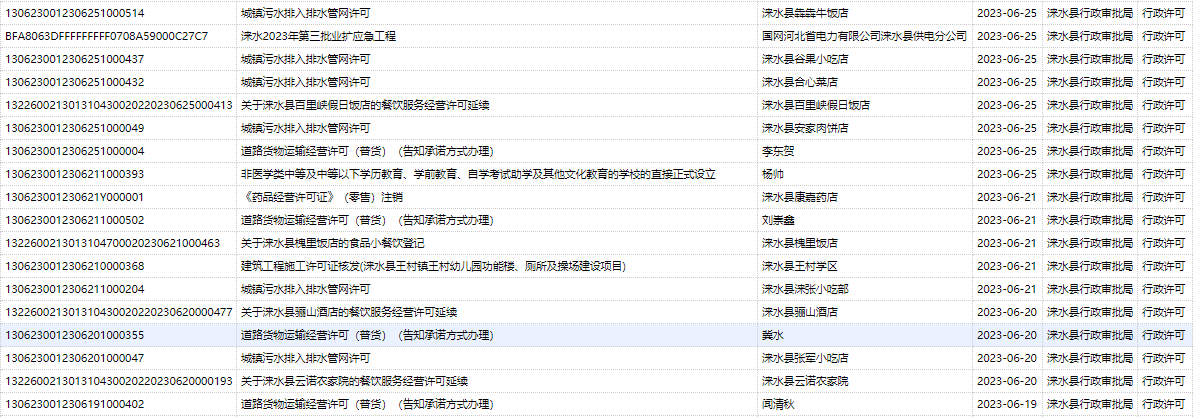 1306230012306251000514 城镇污水排入排水管网许可 涞水县犇犇牛饭店 2023-06-25 涞水县行政审批局 行政许可
BFA8063DFFFFFFFFF0708A59000C27C7 涞水2023年第三批业扩应急工程 国网河北省电力有限公司涞水县供电分公司 2023-06-25 涞水县行政审批局 行政许可
1306230012306251000437 城镇污水排入排水管网许可 涞水县谷果小吃店 2023-06-25 涞水县行政审批局 行政许可
1306230012306251000432 城镇污水排入排水管网许可 涞水县合心菜店 2023-06-25 涞水县行政审批局 行政许可
132260021301310430020220230625000413 关于涞水县百里峡假日饭店的餐饮服务经营许可延续 涞水县百里峡假日饭店 2023-06-25 涞水县行政审批局 行政许可
1306230012306251000049 城镇污水排入排水管网许可 涞水县安家肉饼店 2023-06-25 涞水县行政审批局 行政许可
1306230012306251000004 道路货物运输经营许可（普货）（告知承诺方式办理） 李东贺 2023-06-25 涞水县行政审批局 行政许可
1306230012306211000393 非医学类中等及中等以下学历教育、学前教育、自学考试助学及其他文化教育的学校的直接正式设立 杨帅 2023-06-25 涞水县行政审批局 行政许可
130623001230621Y000001 《药品经营许可证》（零售）注销 涞水县康嘉药店 2023-06-21 涞水县行政审批局 行政许可
1306230012306211000502 道路货物运输经营许可（普货）（告知承诺方式办理） 刘崇鑫 2023-06-21 涞水县行政审批局 行政许可
1322600213013104700020230621000463 关于涞水县槐里饭店的食品小餐饮登记 涞水县槐里饭店 2023-06-21 涞水县行政审批局 行政许可
1306230012306210000368 建筑工程施工许可证核发(涞水县王村镇王村幼儿园功能楼、厕所及操场建设项目) 涞水县王村学区 2023-06-21 涞水县行政审批局 行政许可
1306230012306211000204 城镇污水排入排水管网许可 涞水县涞张小吃部 2023-06-21 涞水县行政审批局 行政许可
132260021301310430020220230620000477 关于涞水县骊山酒店的餐饮服务经营许可延续 涞水县骊山酒店 2023-06-20 涞水县行政审批局 行政许可
1306230012306201000355 道路货物运输经营许可（普货）（告知承诺方式办理） 冀水 2023-06-20 涞水县行政审批局 行政许可
1306230012306201000047 城镇污水排入排水管网许可 涞水县张军小吃店 2023-06-20 涞水县行政审批局 行政许可
132260021301310430020220230620000193 关于涞水县云诺农家院的餐饮服务经营许可延续 涞水县云诺农家院 2023-06-20 涞水县行政审批局 行政许可
1306230012306191000402 道路货物运输经营许可（普货）（告知承诺方式办理） 闻清秋 2023-06-19 涞水县行政审批局 行政许可